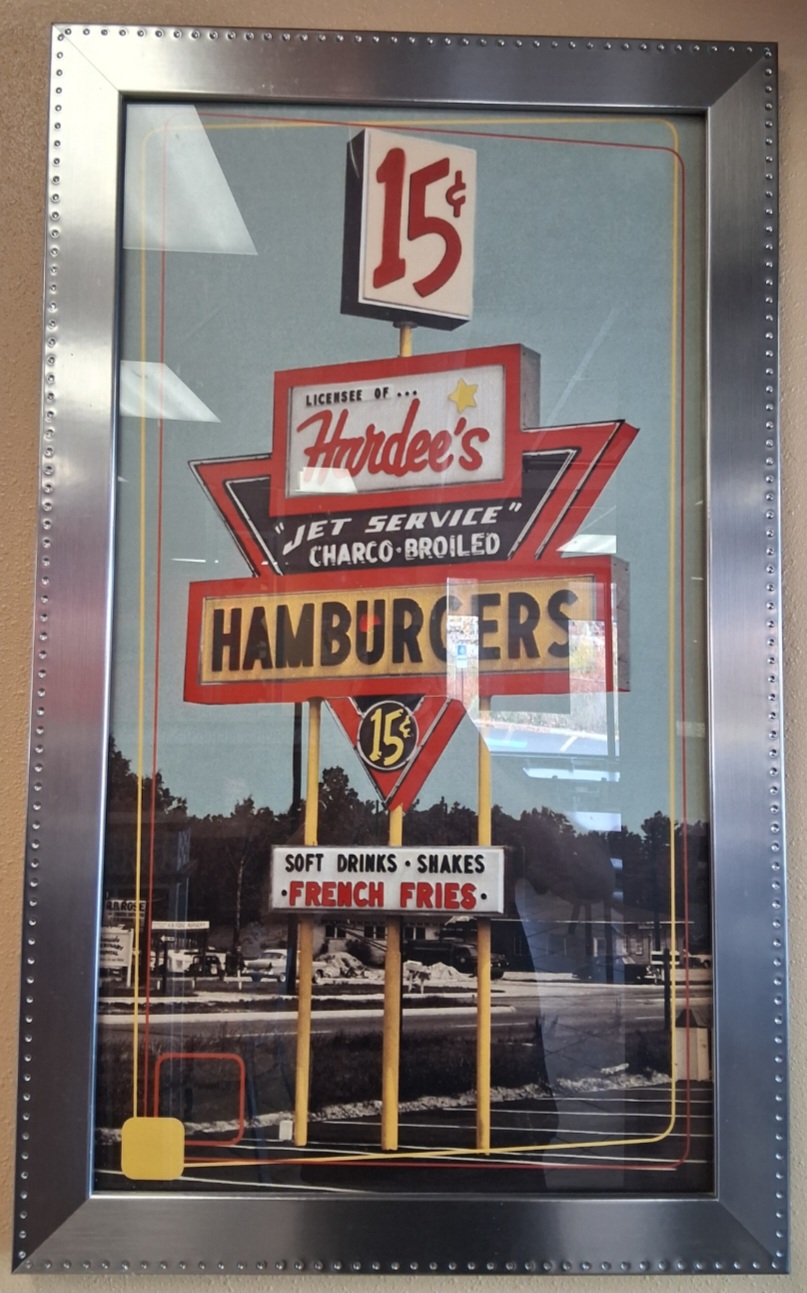 15¢
LICENSEE OF...
Hardee's
"JET SERVICE"
CHARCO·BROILED
HAMBURGERS
15¢
SOFT DRINKS · SHAKES
·FRENCH FRIES·